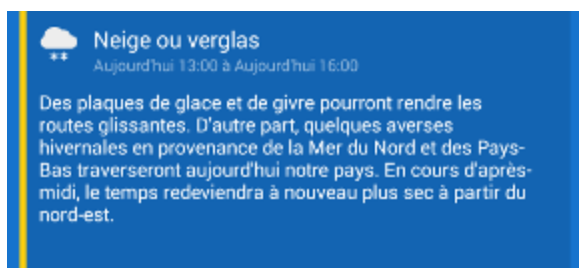 Neige ou verglas
Aujourd'hui 13:00 à Aujourd'hui 16:00
Des plaques de glace et de givre pourront rendre les
routes glissantes. D'autre part, quelques averses
hivernales en provenance de la Mer du Nord et des Pays-
Bas traverseront aujourd'hui notre pays. En cours d'après-
midi, le temps redeviendra à nouveau plus sec à partir du
nord-est.